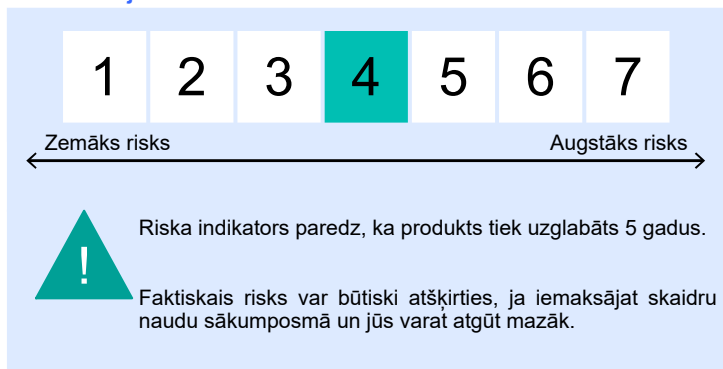 1 2 3 4 5 6 7
Zemāks risks Augstāks risks
!
Riska indikators paredz, ka produkts tiek uzglabāts 5 gadus.
Faktiskais risks var būtiski atšķirties, ja iemaksājat skaidru
naudu sākumposmā un jūs varat atgūt mazāk.